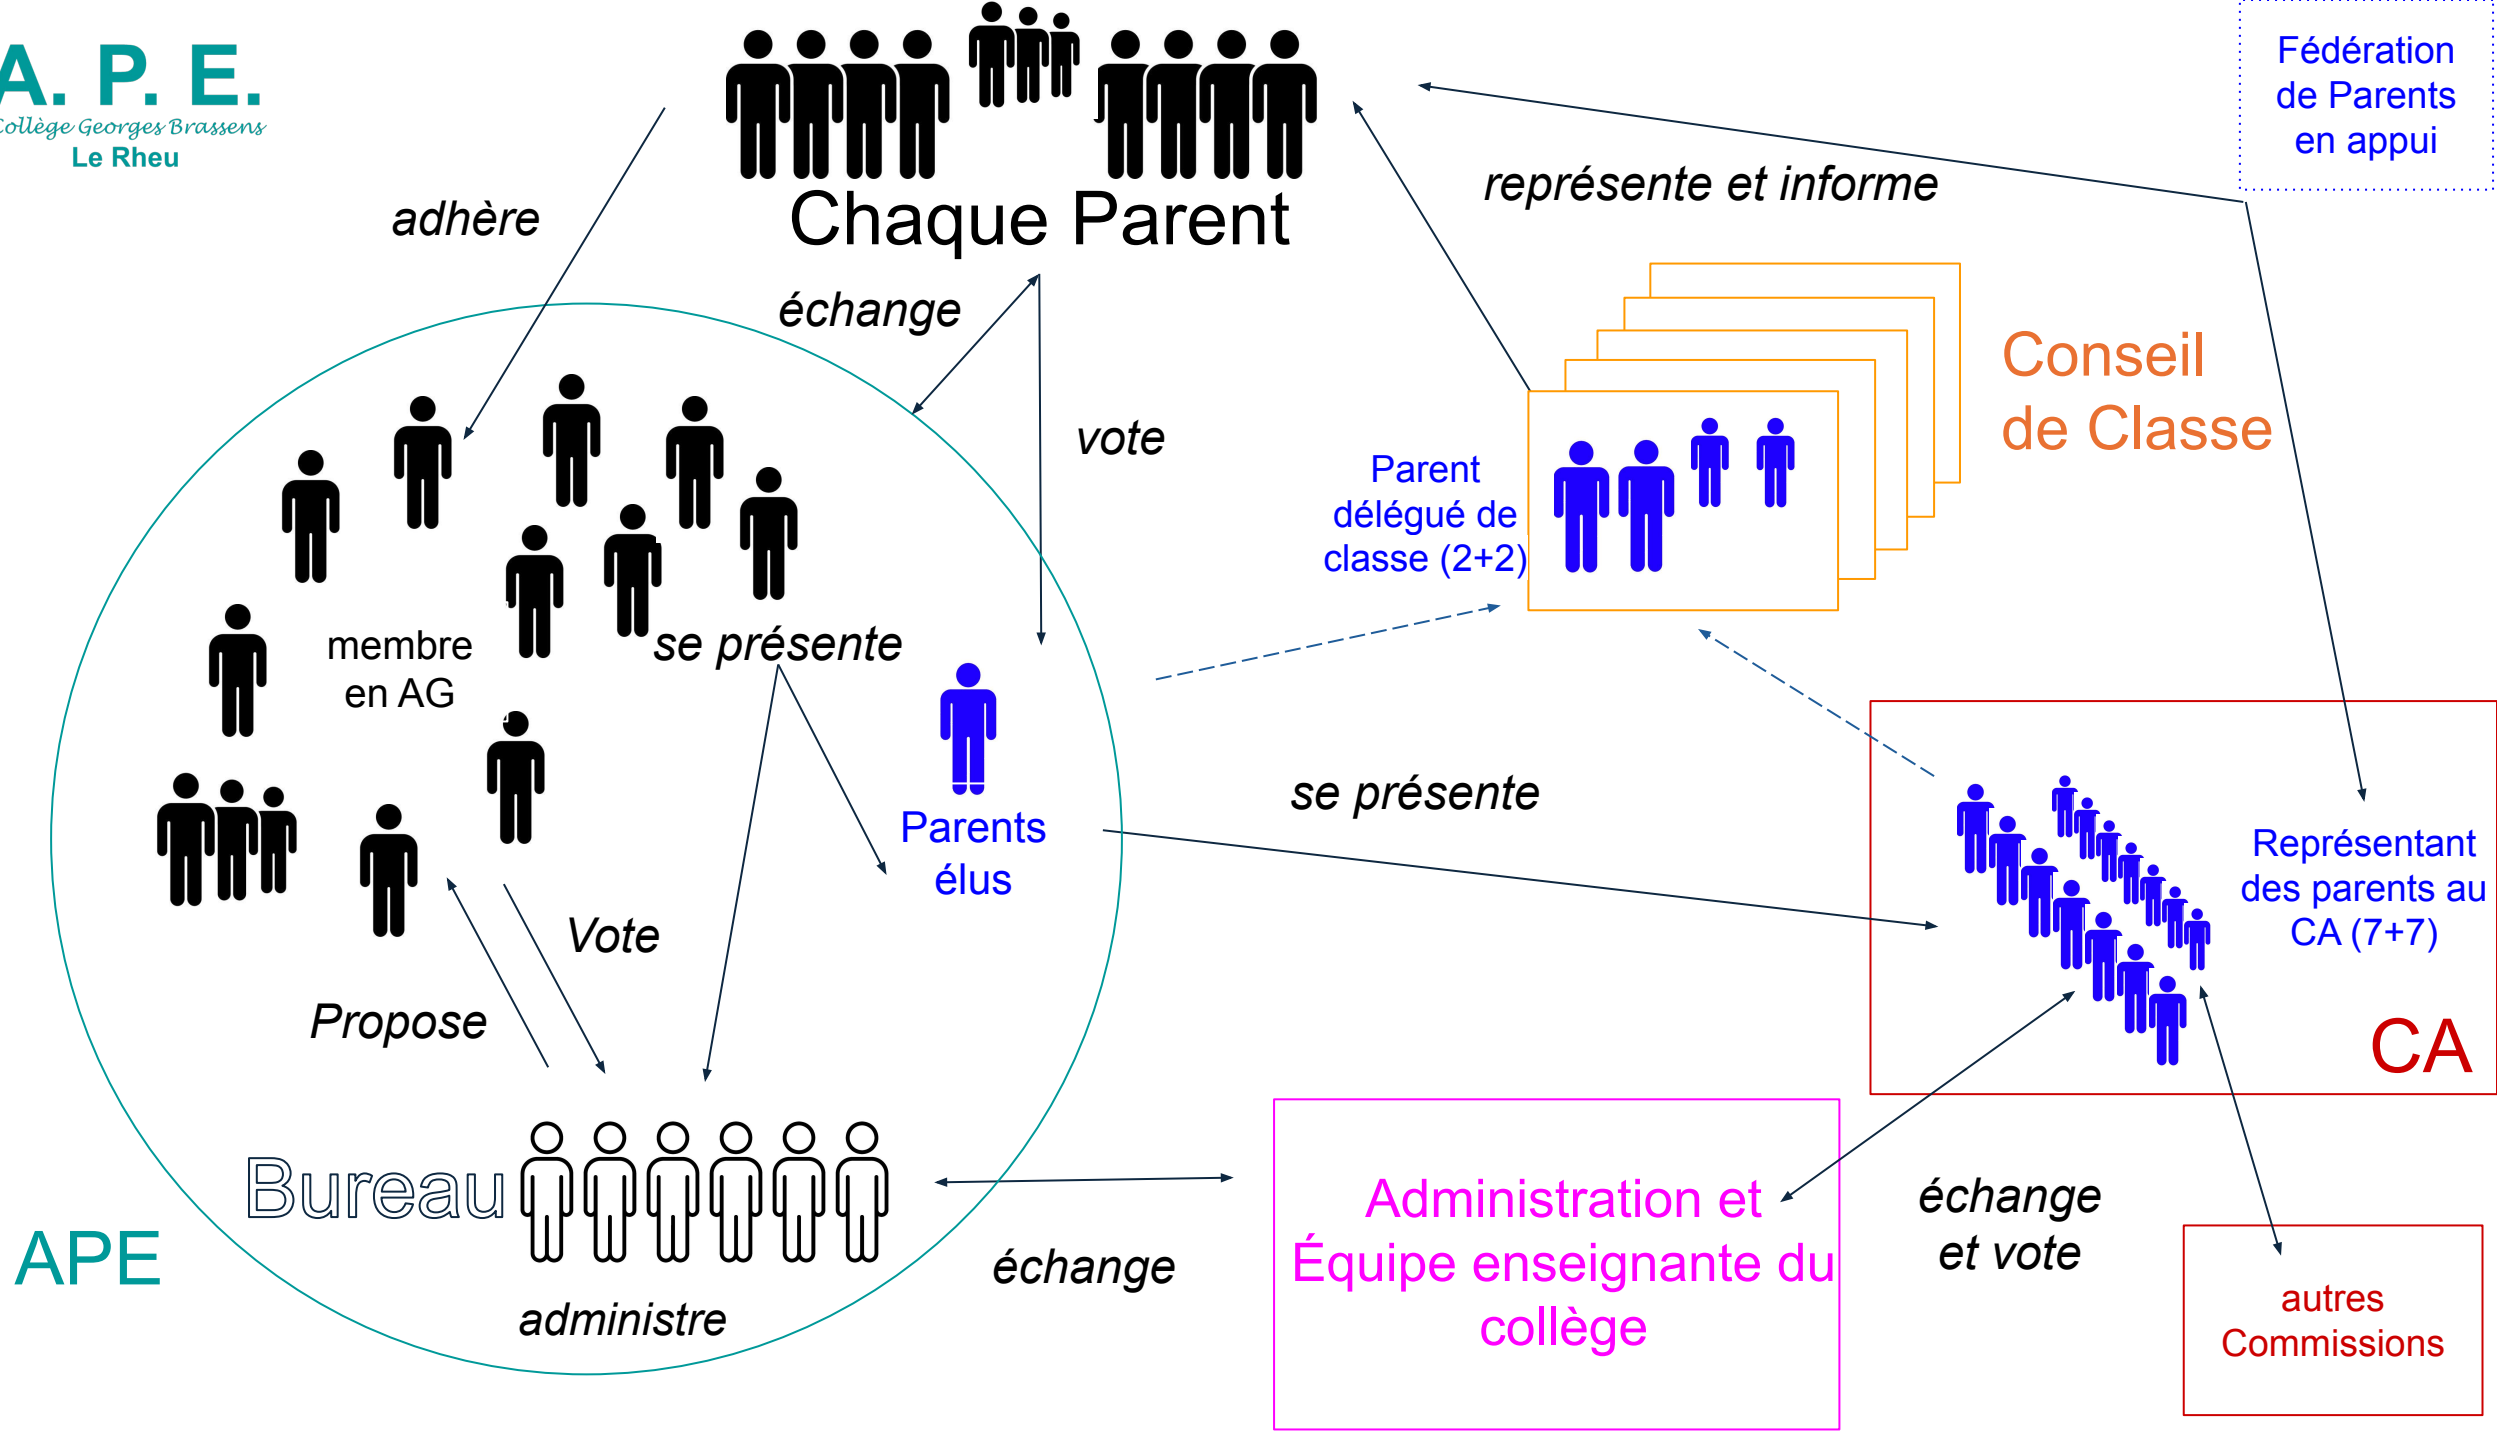 A. P. E.
Collège Georges Brassens
Le Rheu
Fédération
de Parents
en appui
Chaque Parent
représente et informe
adhère
échange
vote
Conseil
de Classe
Parent
délégué de
classe (2+2)
membre
en AG
se présente
Parents
élus
se présente
Représentant
des parents au
CA (7+7)
CA
Vote
Propose
Bureau
administre
APE
échange
Administration et
Équipe enseignante du
collège
échange
et vote
autres
Commissions